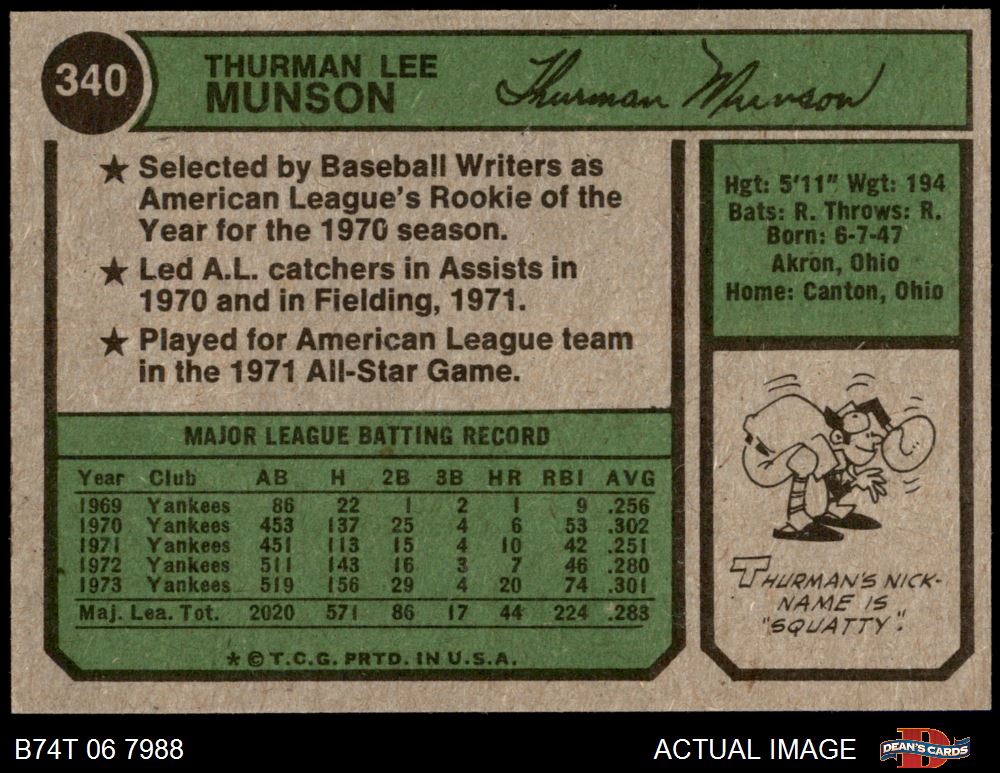 340
THURMAN LEE
MUNSON
Thurman Munson
★ Selected by Baseball Writers as
American League's Rookie of the
Year for the 1970 season.
★ Led A.L. catchers in Assists in
1970 and in Fielding, 1971.
★ Played for American League team
in the 1971 All-Star Game.
Hgt: 5'11" Wgt: 194
Bats: R. Throws: R.
Born: 6-7-47
Akron, Ohio
Home: Canton, Ohio
MAJOR LEAGUE BATTING RECORD
Year Club AB H 2B 3B HR RBI AVG
1969 Yankees 86 22 1 2 1 9 .256
1970 Yankees 453 137 25 4 6 53 .302
1971 Yankees 451 113 15 4 10 42 .251
1972 Yankees 511 143 16 3 7 46 .280
1973 Yankees 519 156 29 4 20 74 .301
Maj. Lea. Tot. 2020 571 86 17 44 224 .283
* © T.C.G. PRTD. IN U.S.A.
THURMAN'S NICK-
NAME IS
"SQUATTY".
B74T 06 7988
ACTUAL IMAGE
DEAN'S CARDS